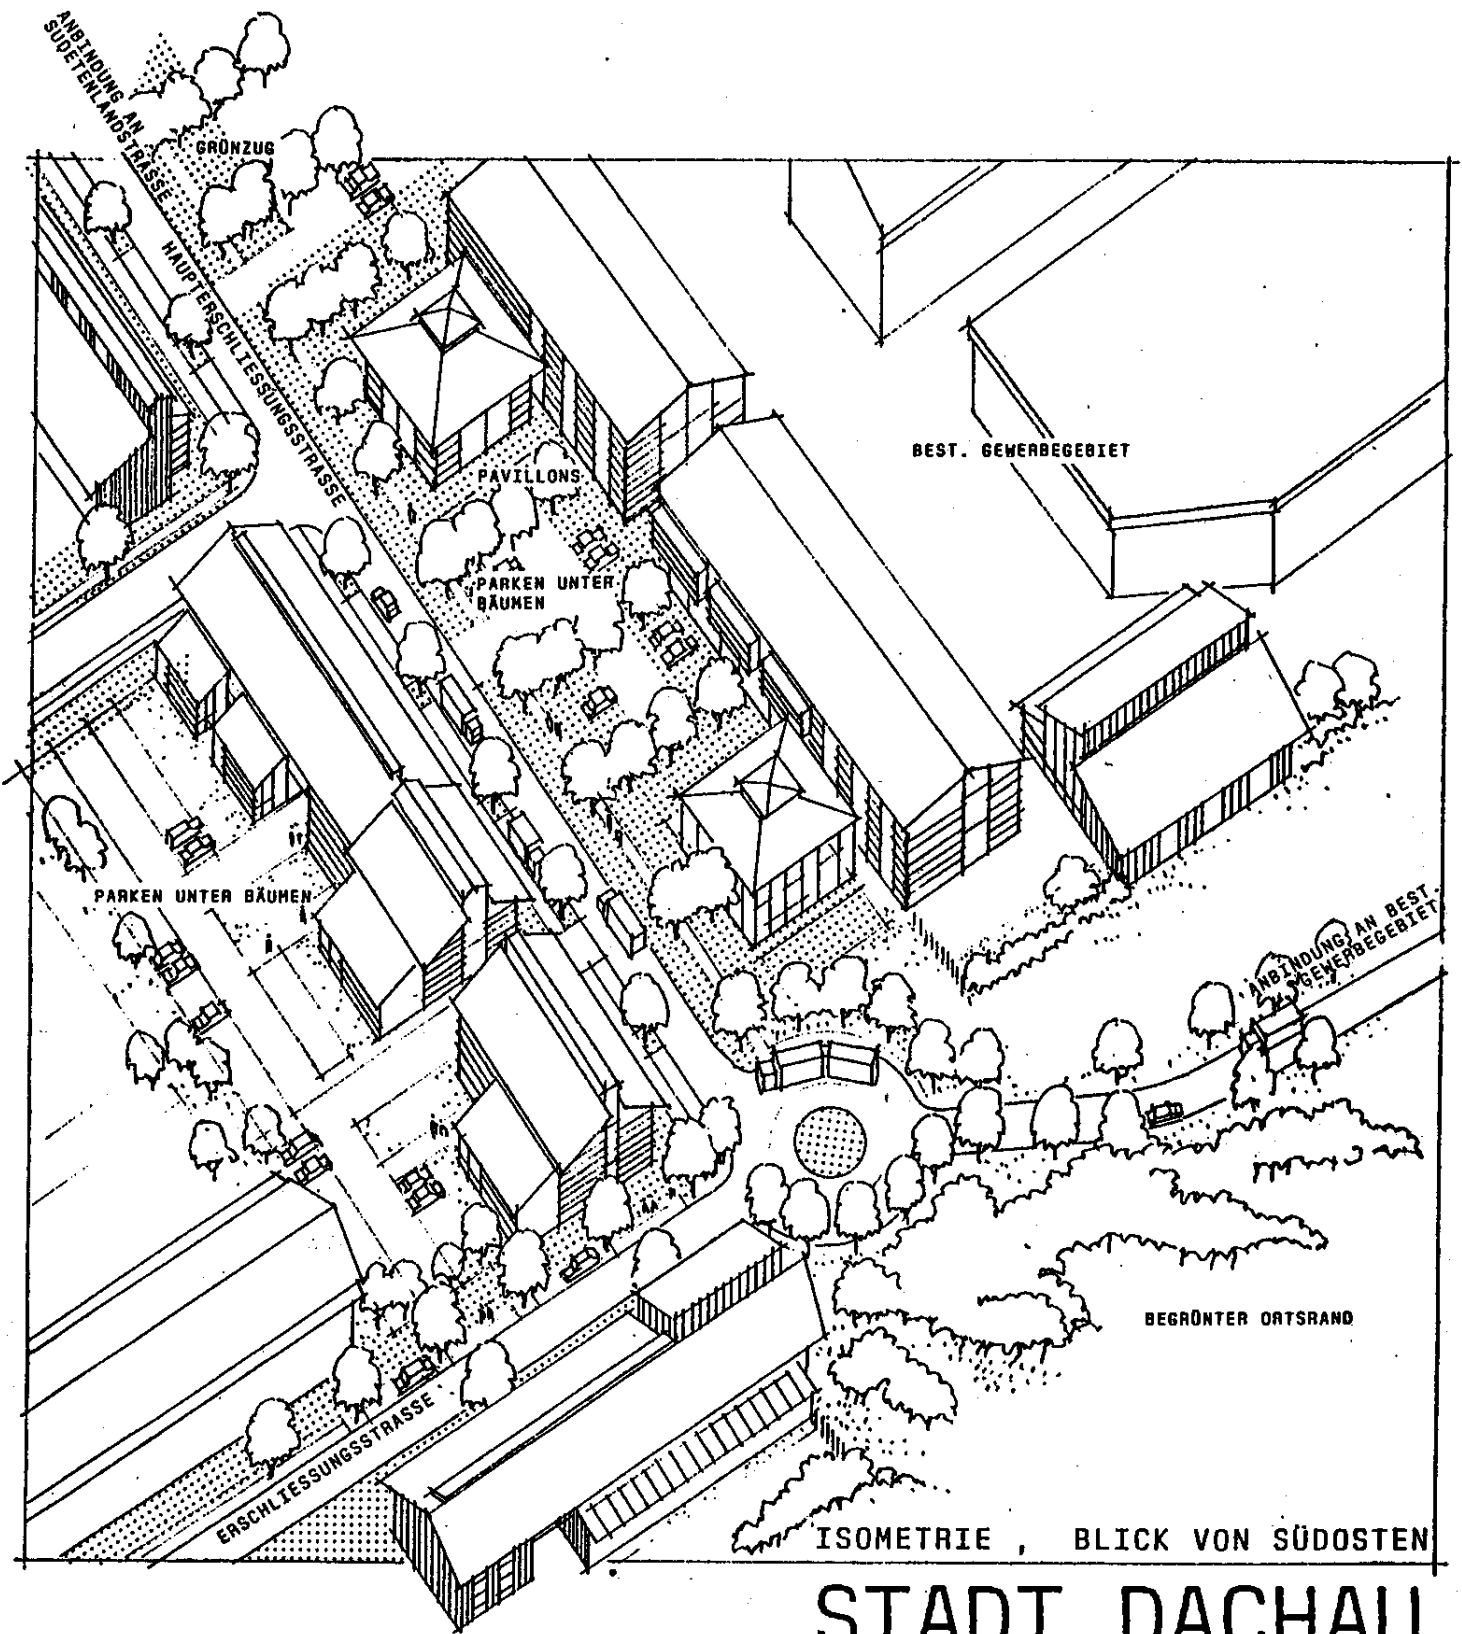 ANBINDUNG AN
SUDETENLANDSTRASSE
GRÜNZUG
HAUPTERSCHLIESSUNGSSTRASSE
BEST. GEWERBEGEBIET
PAVILLONS
PARKEN UNTER
BÄUMEN
PARKEN UNTER BÄUMEN
ANBINDUNG AN BEST.
GEWERBEGEBIET
BEGRÜNTER ORTSRAND
ERSCHLIESSUNGSSTRASSE
ISOMETRIE , BLICK VON SÜDOSTEN
STADT DACHAU